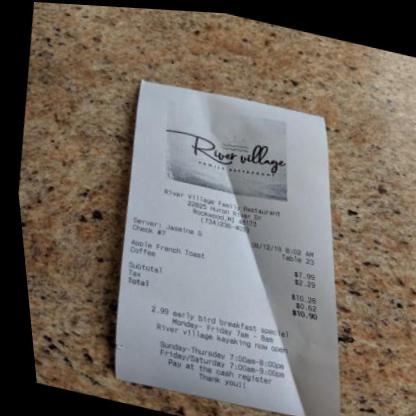 River village
FAMILY RESTAURANT
River Village Family Restaurant
22825 Huron River Dr
Rockwood,MI 48173
(734)236-
Server: Jasmine G
08/12/19 8:02 AM
Check #7
Table 23
Apple French Toast $7.99
Coffee $2.29
Subtotal $10.28
Tax $0.62
Total $10.90
2.99 early bird breakfast special
Monday- Friday 7am - 8am
River village kayaking now open
Sunday-Thursday 7:00am-8:00pm
Friday/Saturday 7:00am-9:00pm
Pay at the cash register
Thank you!!